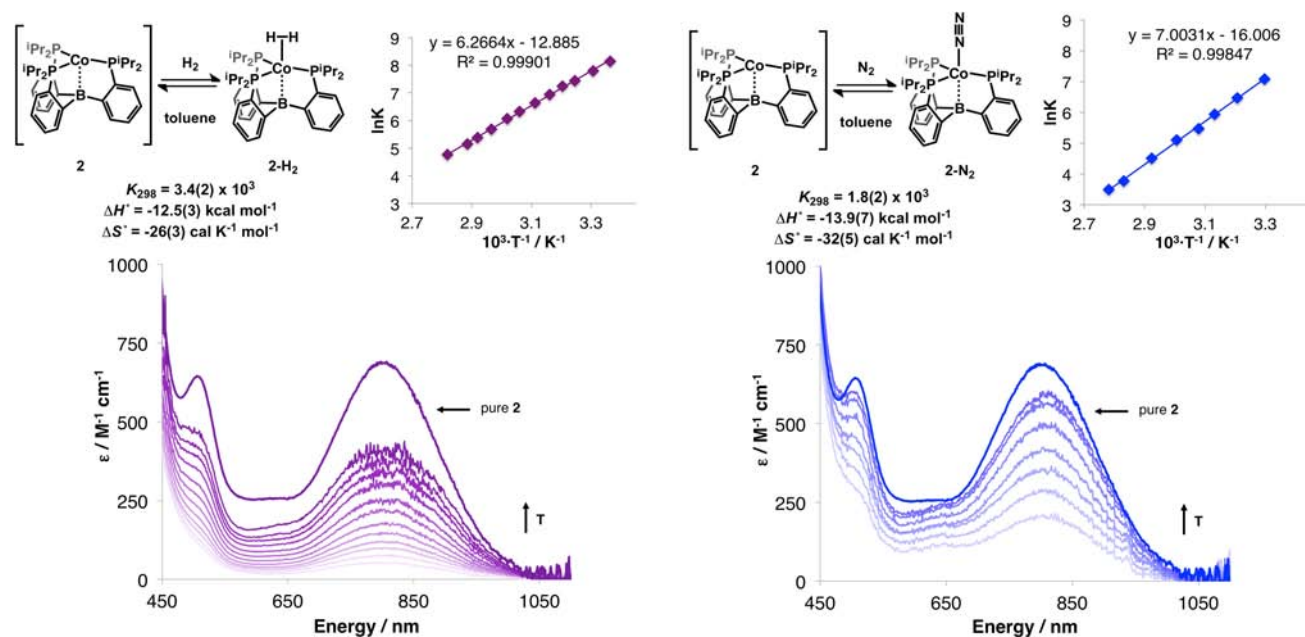 ⁱPr₂P
ⁱPr₂P
Co
PⁱPr₂
P
B
2
H₂
toluene
H-H
ⁱPr₂P
ⁱPr₂P
Co
PⁱPr₂
P
B
2-H₂
K₂₉₈ = 3.4(2) x 10³
ΔH° = -12.5(3) kcal mol⁻¹
ΔS° = -26(3) cal K⁻¹ mol⁻¹
y = 6.2664x - 12.885
R² = 0.99901
lnK
9
8
7
6
5
4
3
2.7 2.9 3.1 3.3
10³·T⁻¹ / K⁻¹
ⁱPr₂P
ⁱPr₂P
Co
PⁱPr₂
P
B
2
N₂
toluene
N≡N
ⁱPr₂P
ⁱPr₂P
Co
PⁱPr₂
P
B
2-N₂
K₂₉₈ = 1.8(2) x 10³
ΔH° = -13.9(7) kcal mol⁻¹
ΔS° = -32(5) cal K⁻¹ mol⁻¹
y = 7.0031x - 16.006
R² = 0.99847
lnK
9
8
7
6
5
4
3
2.7 2.9 3.1 3.3
10³·T⁻¹ / K⁻¹
ε / M⁻¹ cm⁻¹
1000
750
500
250
0
450 650 850 1050
Energy / nm
pure 2
T
ε / M⁻¹ cm⁻¹
1000
750
500
250
0
450 650 850 1050
Energy / nm
pure 2
T